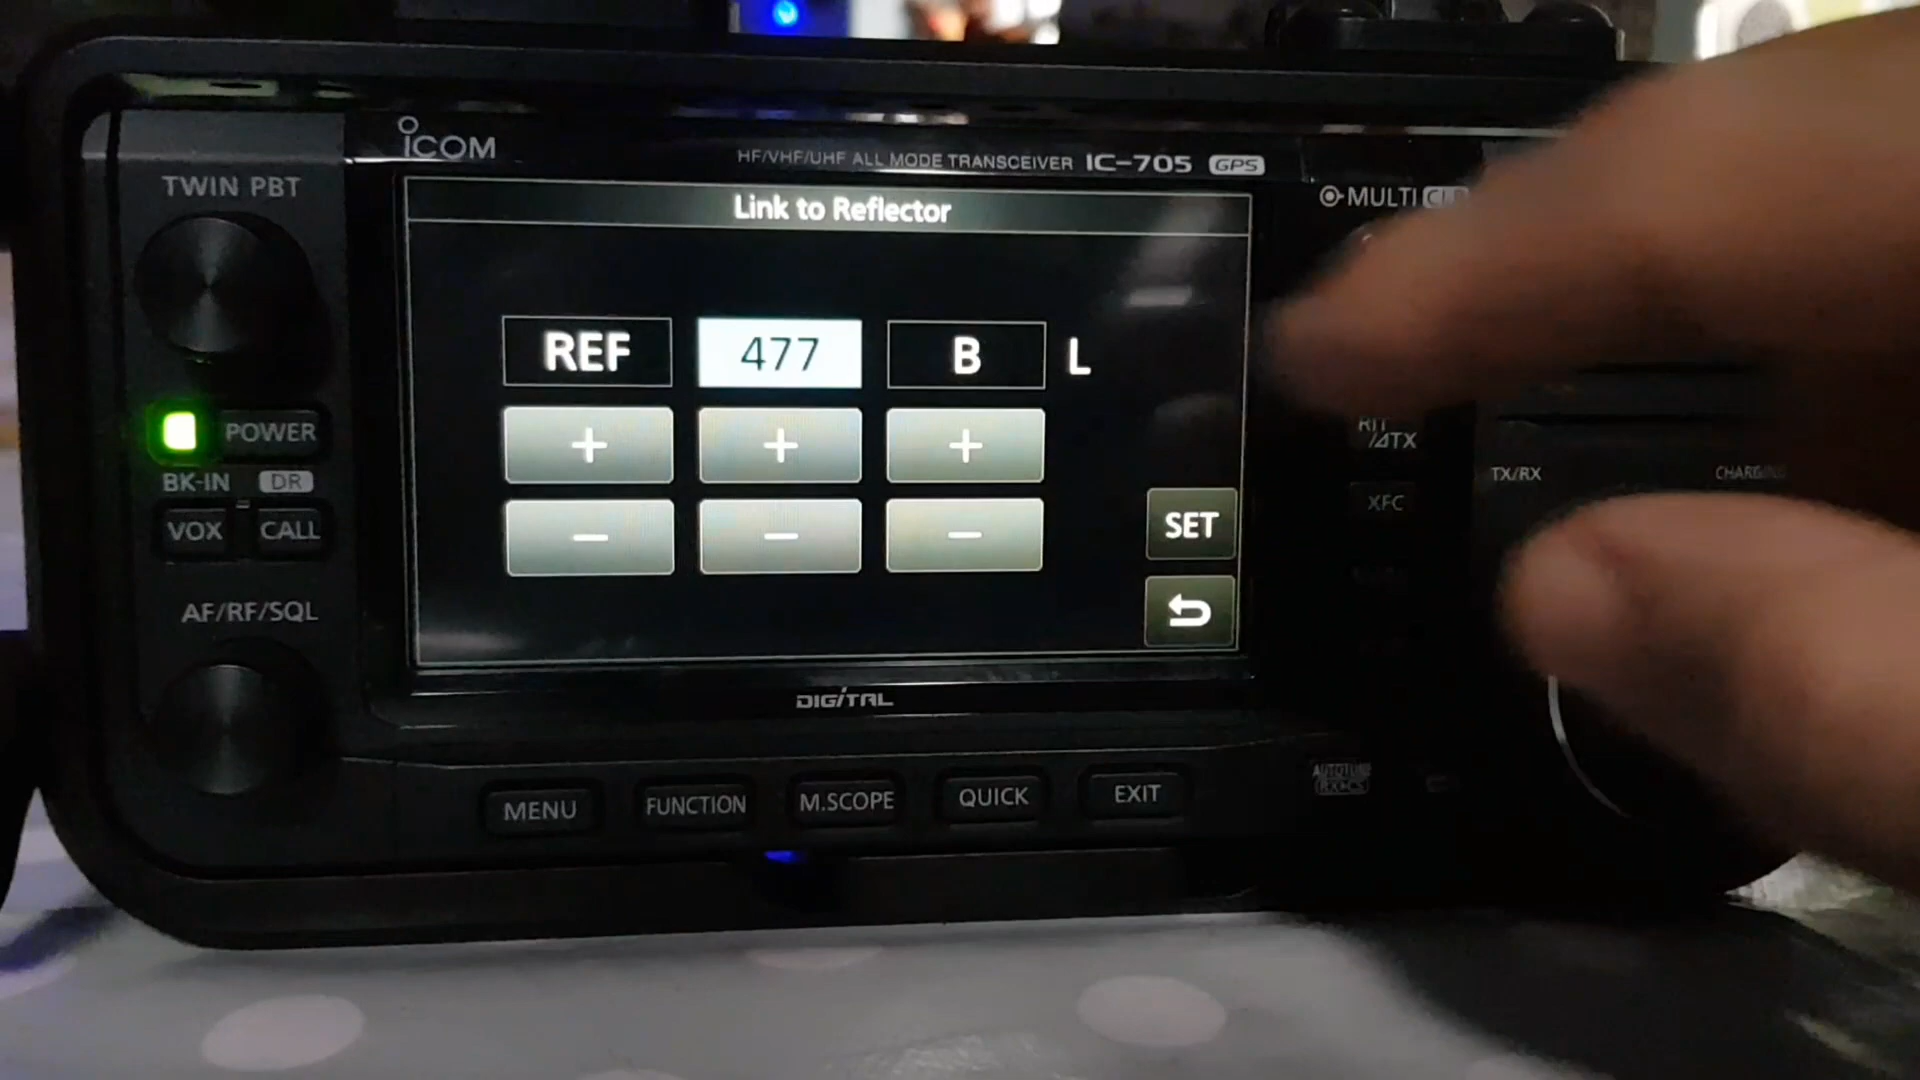 ICOM
HF/VHF/UHF ALL MODE TRANSCEIVER IC-705 GPS
TWIN PBT
MULTI
Link to Reflector
REF 477 B L
+ + +
- - -
SET
POWER
BK-IN DR
VOX CALL
AF/RF/SQL
RIT
/⊿TX
XFC
TX/RX
CHARGING
DIGITAL
AUTOTUNE
RX→CS
MENU FUNCTION M.SCOPE QUICK EXIT